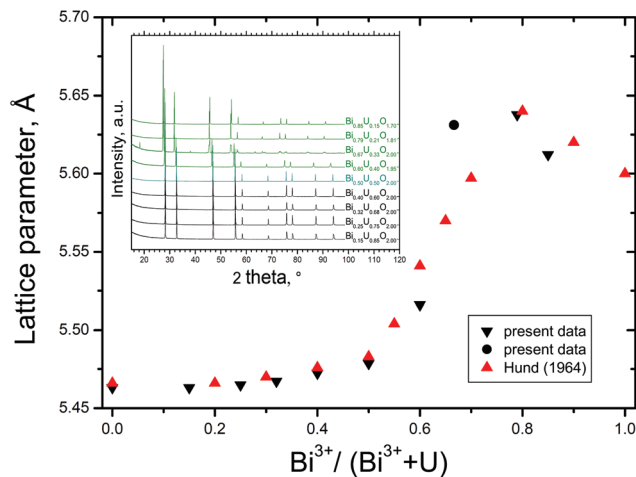 5.70
5.65
5.60
5.55
5.50
5.45
Lattice parameter, Å
0.0 0.2 0.4 0.6 0.8 1.0
Bi³⁺/ (Bi³⁺+U)
Intensity, a.u.
Bi0.85U0.15O1.70
Bi0.79U0.21O1.81
Bi0.67U0.33O2.00
Bi0.60U0.40O1.95
Bi0.50U0.50O2.00
Bi0.40U0.60O2.00
Bi0.32U0.68O2.00
Bi0.25U0.75O2.00
Bi0.15U0.85O2.00
20 30 40 50 60 70 80 90 100 110 120
2 theta, °
present data
present data
Hund (1964)